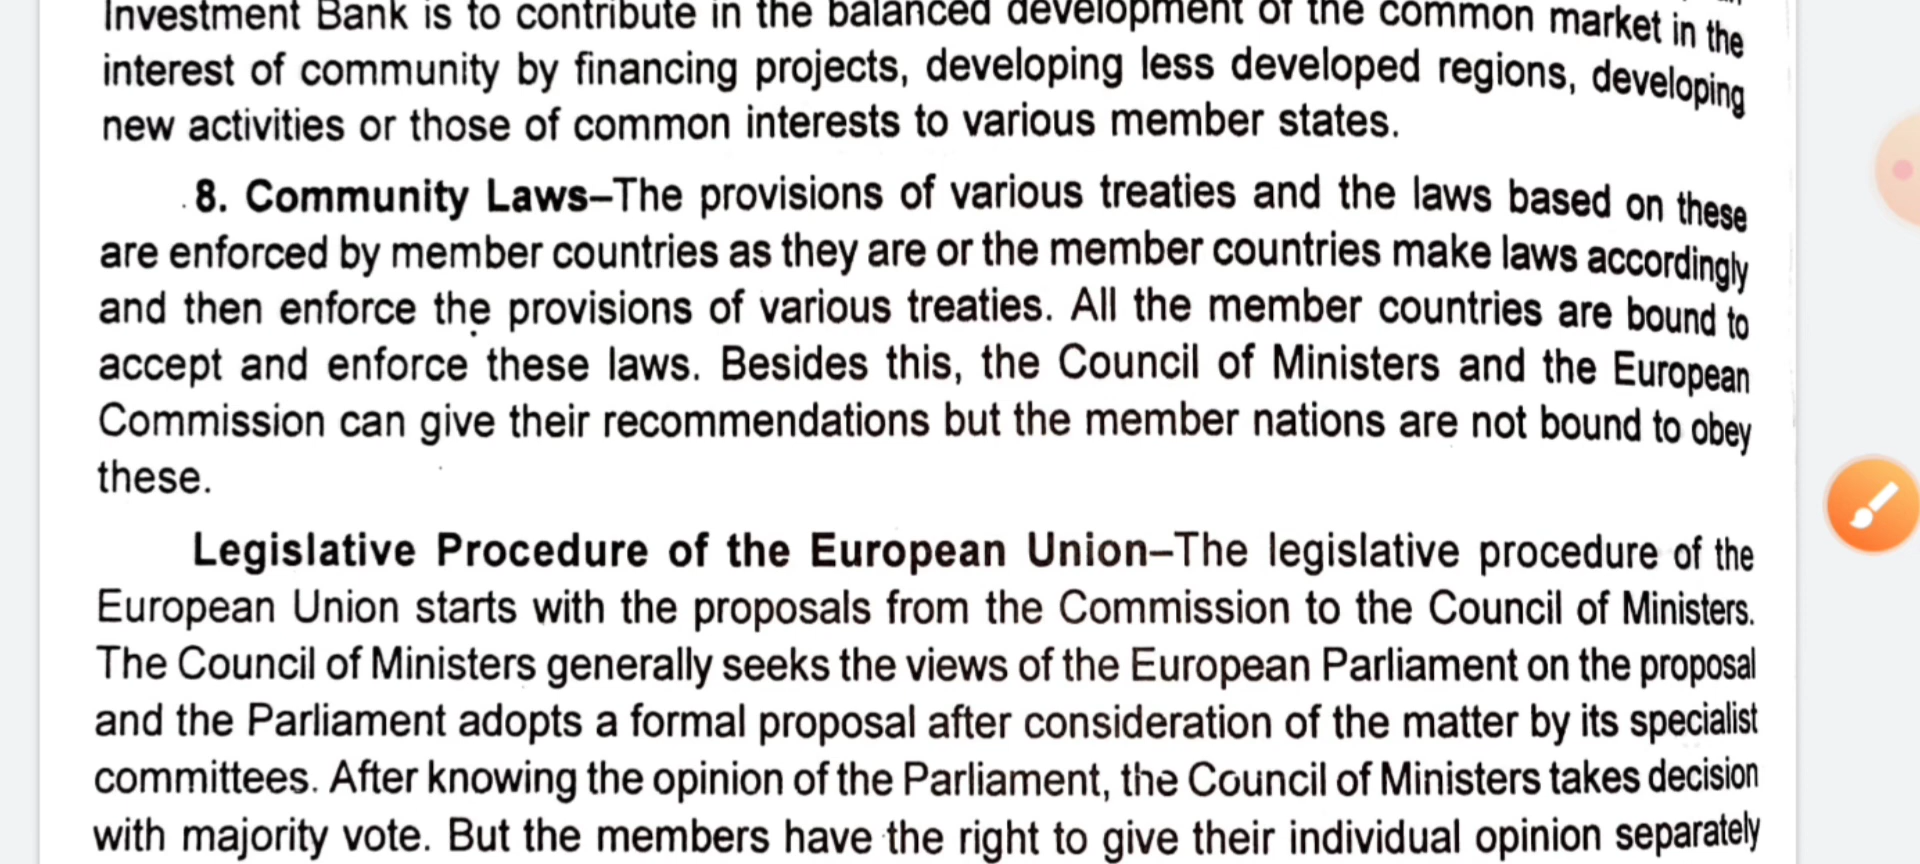 Investment Bank is to contribute in the balanced development of the common market in the
interest of community by financing projects, developing less developed regions, developing
new activities or those of common interests to various member states.
8. Community Laws–The provisions of various treaties and the laws based on these
are enforced by member countries as they are or the member countries make laws accordingly
and then enforce the provisions of various treaties. All the member countries are bound to
accept and enforce these laws. Besides this, the Council of Ministers and the European
Commission can give their recommendations but the member nations are not bound to obey
these.
Legislative Procedure of the European Union–The legislative procedure of the
European Union starts with the proposals from the Commission to the Council of Ministers.
The Council of Ministers generally seeks the views of the European Parliament on the proposal
and the Parliament adopts a formal proposal after consideration of the matter by its specialist
committees. After knowing the opinion of the Parliament, the Council of Ministers takes decision
with majority vote. But the members have the right to give their individual opinion separately